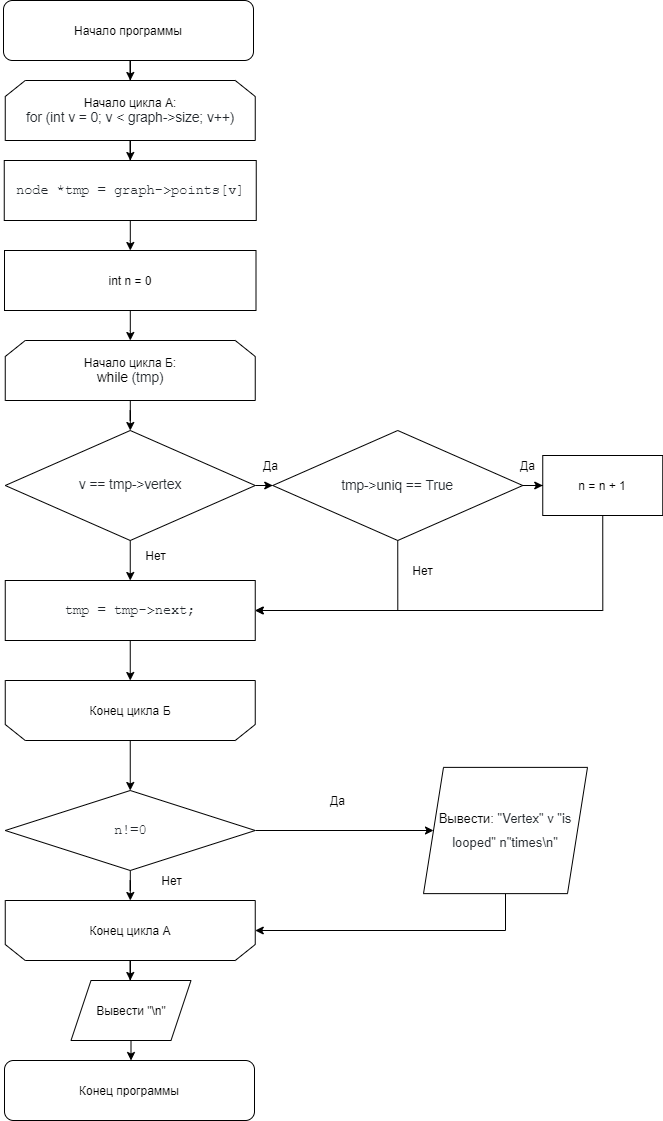 Начало программы
Начало цикла А:
for (int v = 0; v < graph->size; v++)
node *tmp = graph->points[v]
int n = 0
Начало цикла Б:
while (tmp)
v == tmp->vertex
Да
tmp->uniq == True
Да
n = n + 1
Нет
Нет
tmp = tmp->next;
Конец цикла Б
n!=0
Да
Вывести: "Vertex" v "is
looped" n"times\n"
Нет
Конец цикла А
Вывести "\n"
Конец программы